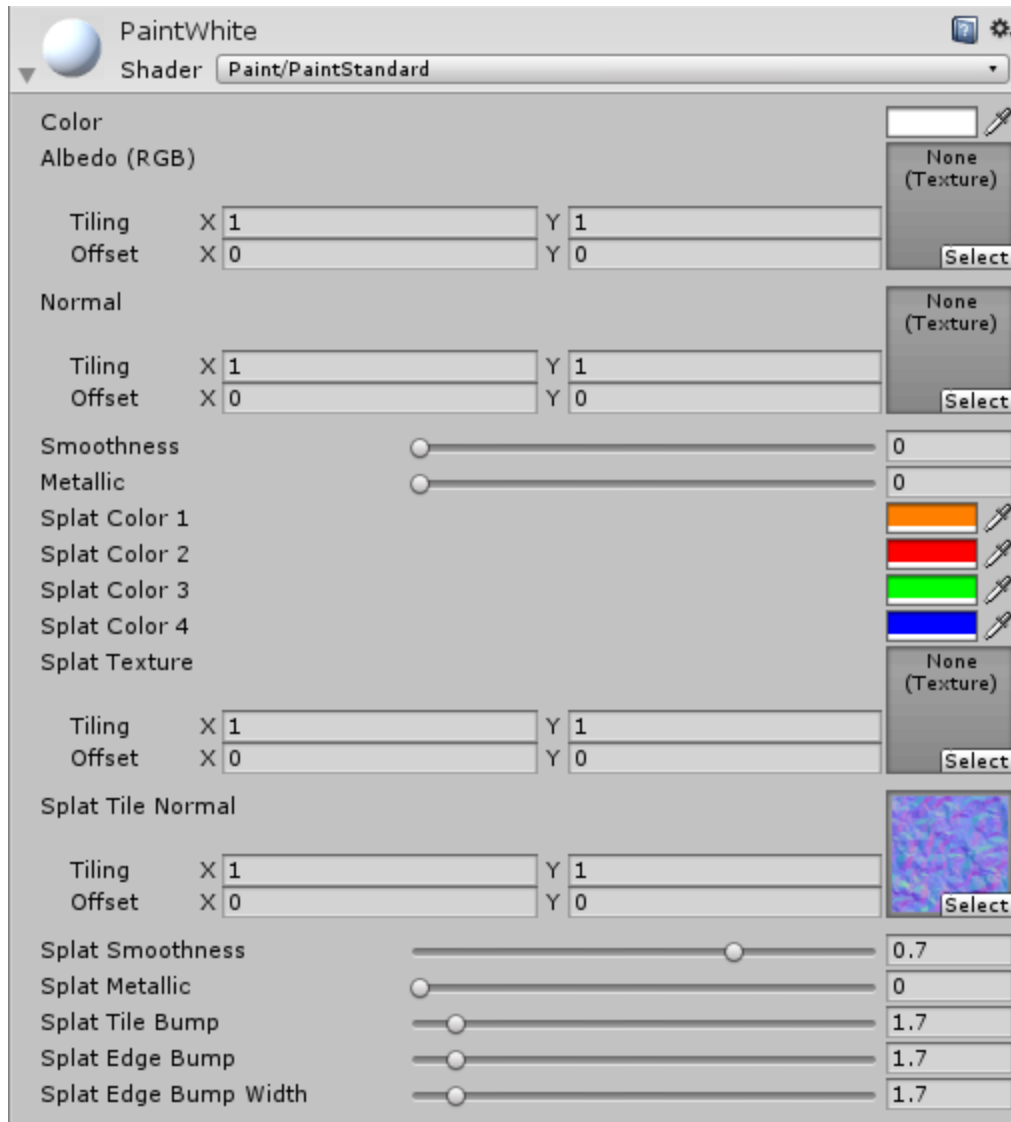 PaintWhite
Shader Paint/PaintStandard
Color
Albedo (RGB) None
(Texture)
Tiling X 1 Y 1
Offset X 0 Y 0 Select
Normal None
(Texture)
Tiling X 1 Y 1
Offset X 0 Y 0 Select
Smoothness 0
Metallic 0
Splat Color 1
Splat Color 2
Splat Color 3
Splat Color 4
Splat Texture None
(Texture)
Tiling X 1 Y 1
Offset X 0 Y 0 Select
Splat Tile Normal
Tiling X 1 Y 1
Offset X 0 Y 0 Select
Splat Smoothness 0.7
Splat Metallic 0
Splat Tile Bump 1.7
Splat Edge Bump 1.7
Splat Edge Bump Width 1.7